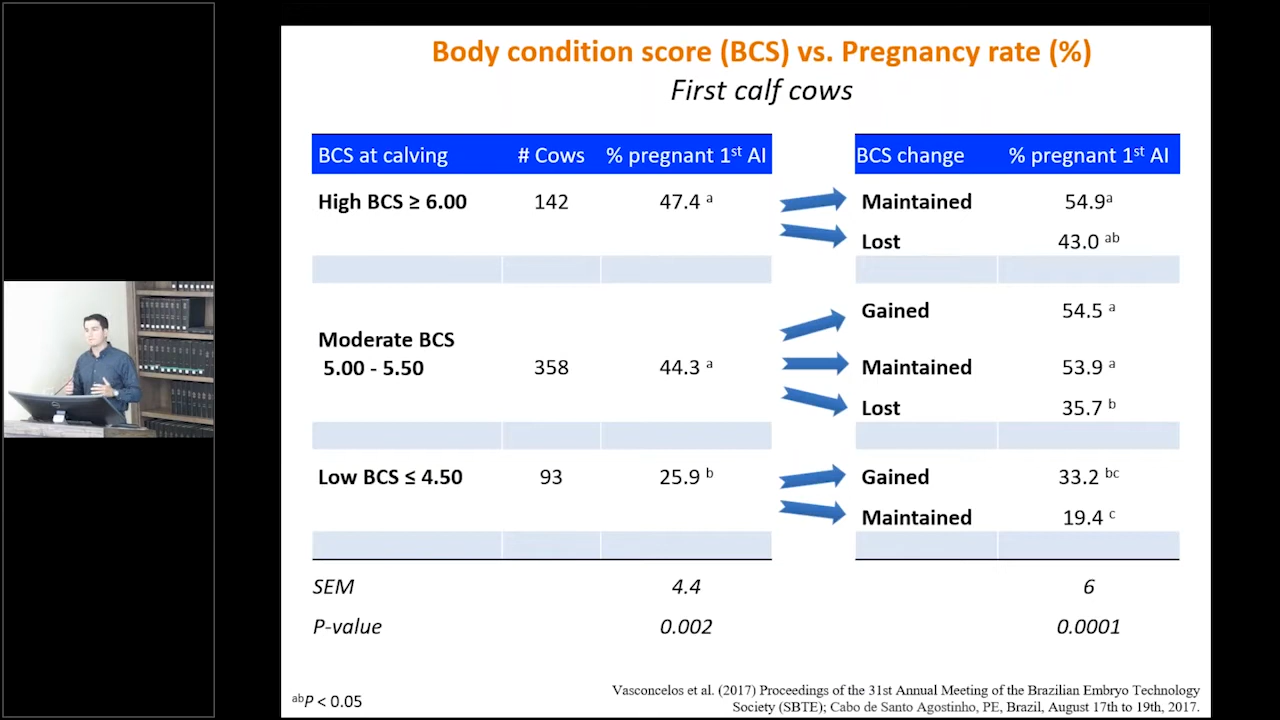 Body condition score (BCS) vs. Pregnancy rate (%)
First calf cows
BCS at calving # Cows % pregnant 1st AI
High BCS ≥ 6.00 142 47.4 a
Moderate BCS
5.00 - 5.50 358 44.3 a
Low BCS ≤ 4.50 93 25.9 b
SEM 4.4
P-value 0.002
BCS change % pregnant 1st AI
Maintained 54.9a
Lost 43.0 ab
Gained 54.5 a
Maintained 53.9 a
Lost 35.7 b
Gained 33.2 bc
Maintained 19.4 c
6
0.0001
abP < 0.05
Vasconcelos et al. (2017) Proceedings of the 31st Annual Meeting of the Brazilian Embryo Technology
Society (SBTE); Cabo de Santo Agostinho, PE, Brazil, August 17th to 19th, 2017.